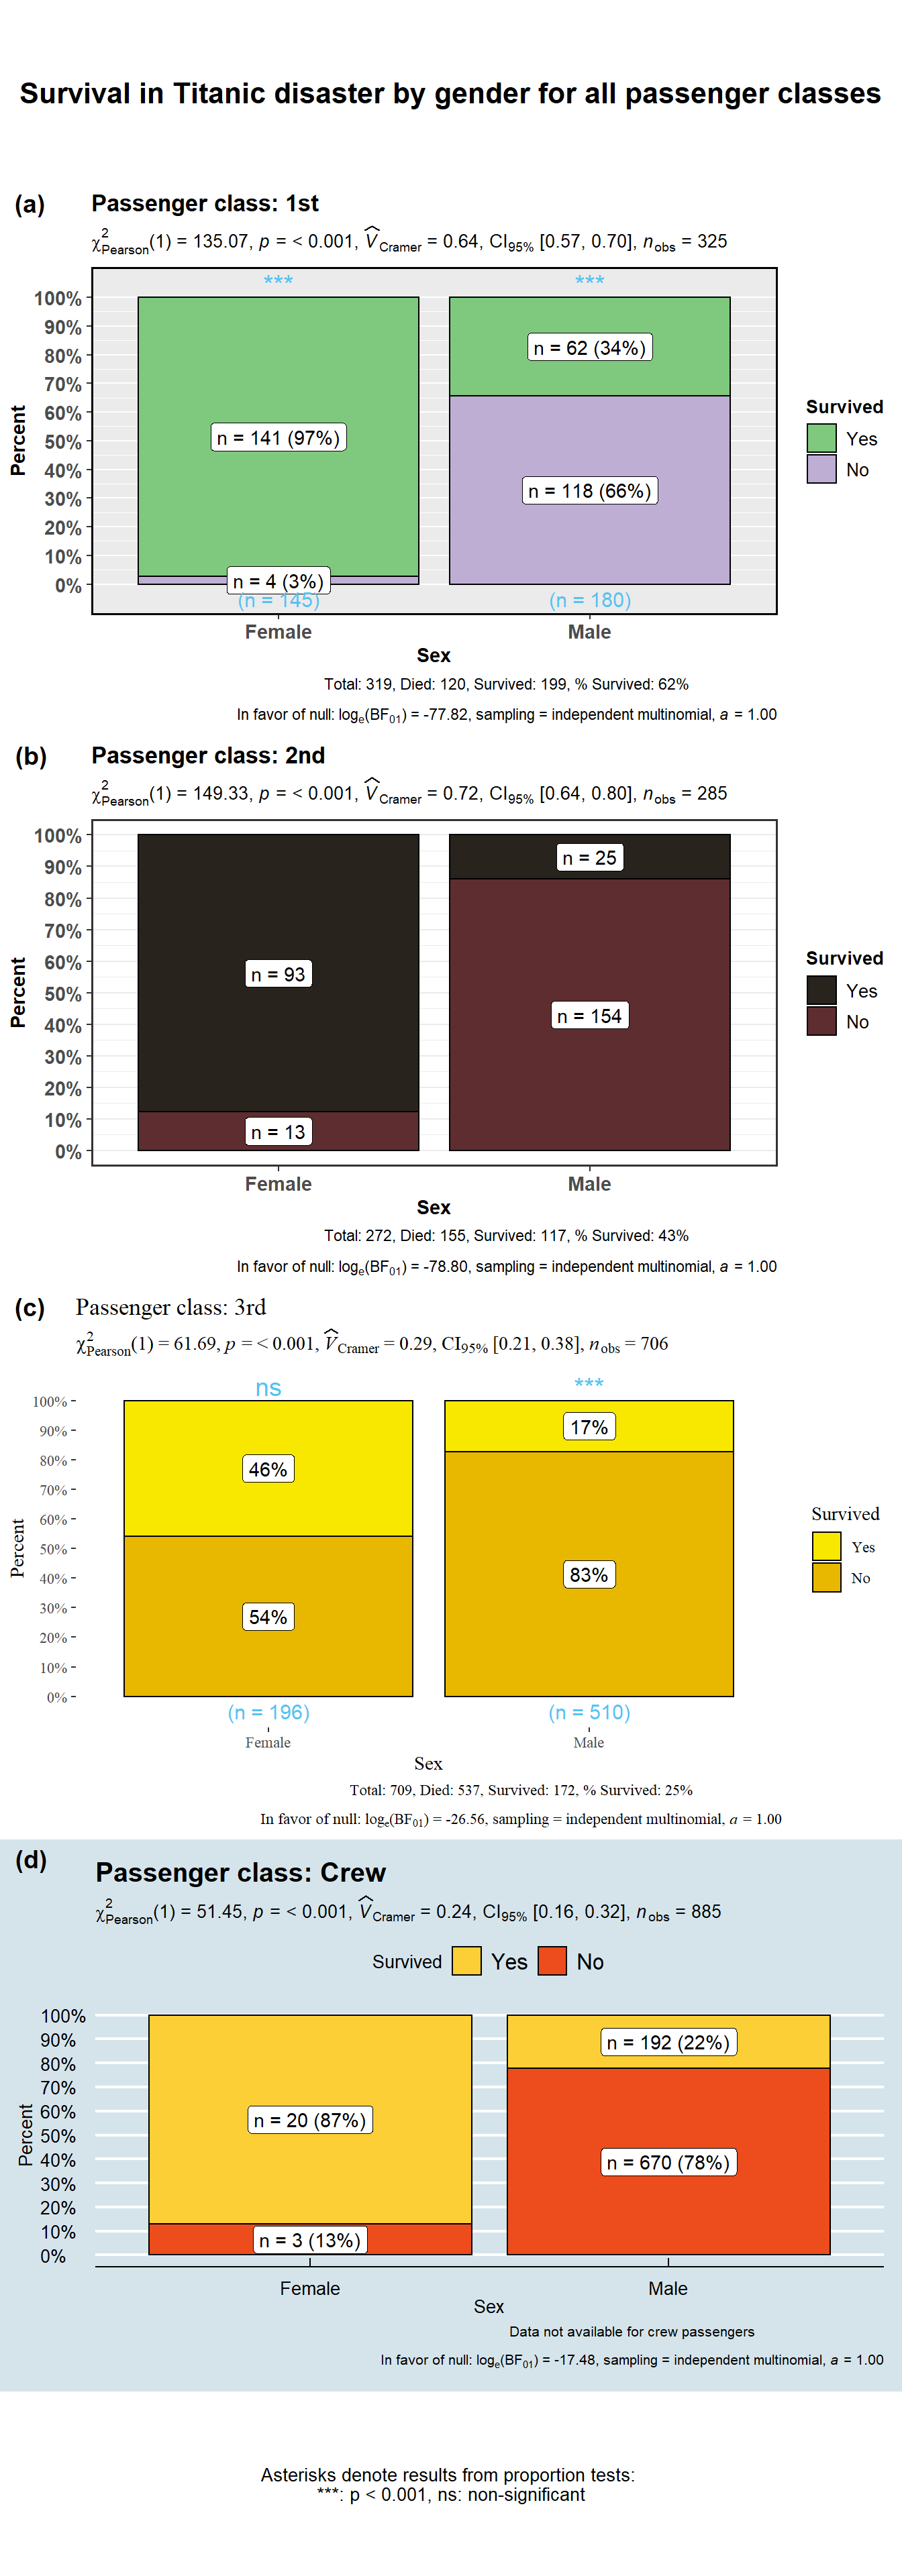 Survival in Titanic disaster by gender for all passenger classes
(a) Passenger class: 1st
χ²Pearson(1) = 135.07, p = < 0.001, V̂Cramer = 0.64, CI95% [0.57, 0.70], nobs = 325
*** ***
100%
90%
80%
70%
60%
50%
40%
30%
20%
10%
0%
Percent
n = 62 (34%)
n = 141 (97%)
n = 118 (66%)
n = 4 (3%)
(n = 145) (n = 180)
Female Male
Sex
Survived
Yes
No
Total: 319, Died: 120, Survived: 199, % Survived: 62%
In favor of null: loge(BF01) = -77.82, sampling = independent multinomial, a = 1.00
(b) Passenger class: 2nd
χ²Pearson(1) = 149.33, p = < 0.001, V̂Cramer = 0.72, CI95% [0.64, 0.80], nobs = 285
100%
90%
80%
70%
60%
50%
40%
30%
20%
10%
0%
Percent
n = 25
n = 93
n = 154
n = 13
Female Male
Sex
Survived
Yes
No
Total: 272, Died: 155, Survived: 117, % Survived: 43%
In favor of null: loge(BF01) = -78.80, sampling = independent multinomial, a = 1.00
(c) Passenger class: 3rd
χ²Pearson(1) = 61.69, p = < 0.001, V̂Cramer = 0.29, CI95% [0.21, 0.38], nobs = 706
ns ***
100%
90%
80%
70%
60%
50%
40%
30%
20%
10%
0%
Percent
17%
46%
83%
54%
(n = 196) (n = 510)
Female Male
Sex
Survived
Yes
No
Total: 709, Died: 537, Survived: 172, % Survived: 25%
In favor of null: loge(BF01) = -26.56, sampling = independent multinomial, a = 1.00
(d) Passenger class: Crew
χ²Pearson(1) = 51.45, p = < 0.001, V̂Cramer = 0.24, CI95% [0.16, 0.32], nobs = 885
Survived Yes No
100%
90%
80%
70%
60%
50%
40%
30%
20%
10%
0%
Percent
n = 192 (22%)
n = 20 (87%)
n = 670 (78%)
n = 3 (13%)
Female Male
Sex
Data not available for crew passengers
In favor of null: loge(BF01) = -17.48, sampling = independent multinomial, a = 1.00
Asterisks denote results from proportion tests:
***: p < 0.001, ns: non-significant